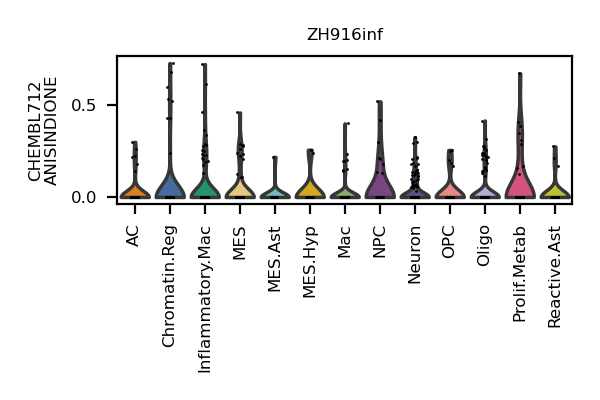 ZH916inf
CHEMBL712
ANISINDIONE
0.5
0.0
AC
Chromatin.Reg
Inflammatory.Mac
MES
MES.Ast
MES.Hyp
Mac
NPC
Neuron
OPC
Oligo
Prolif.Metab
Reactive.Ast